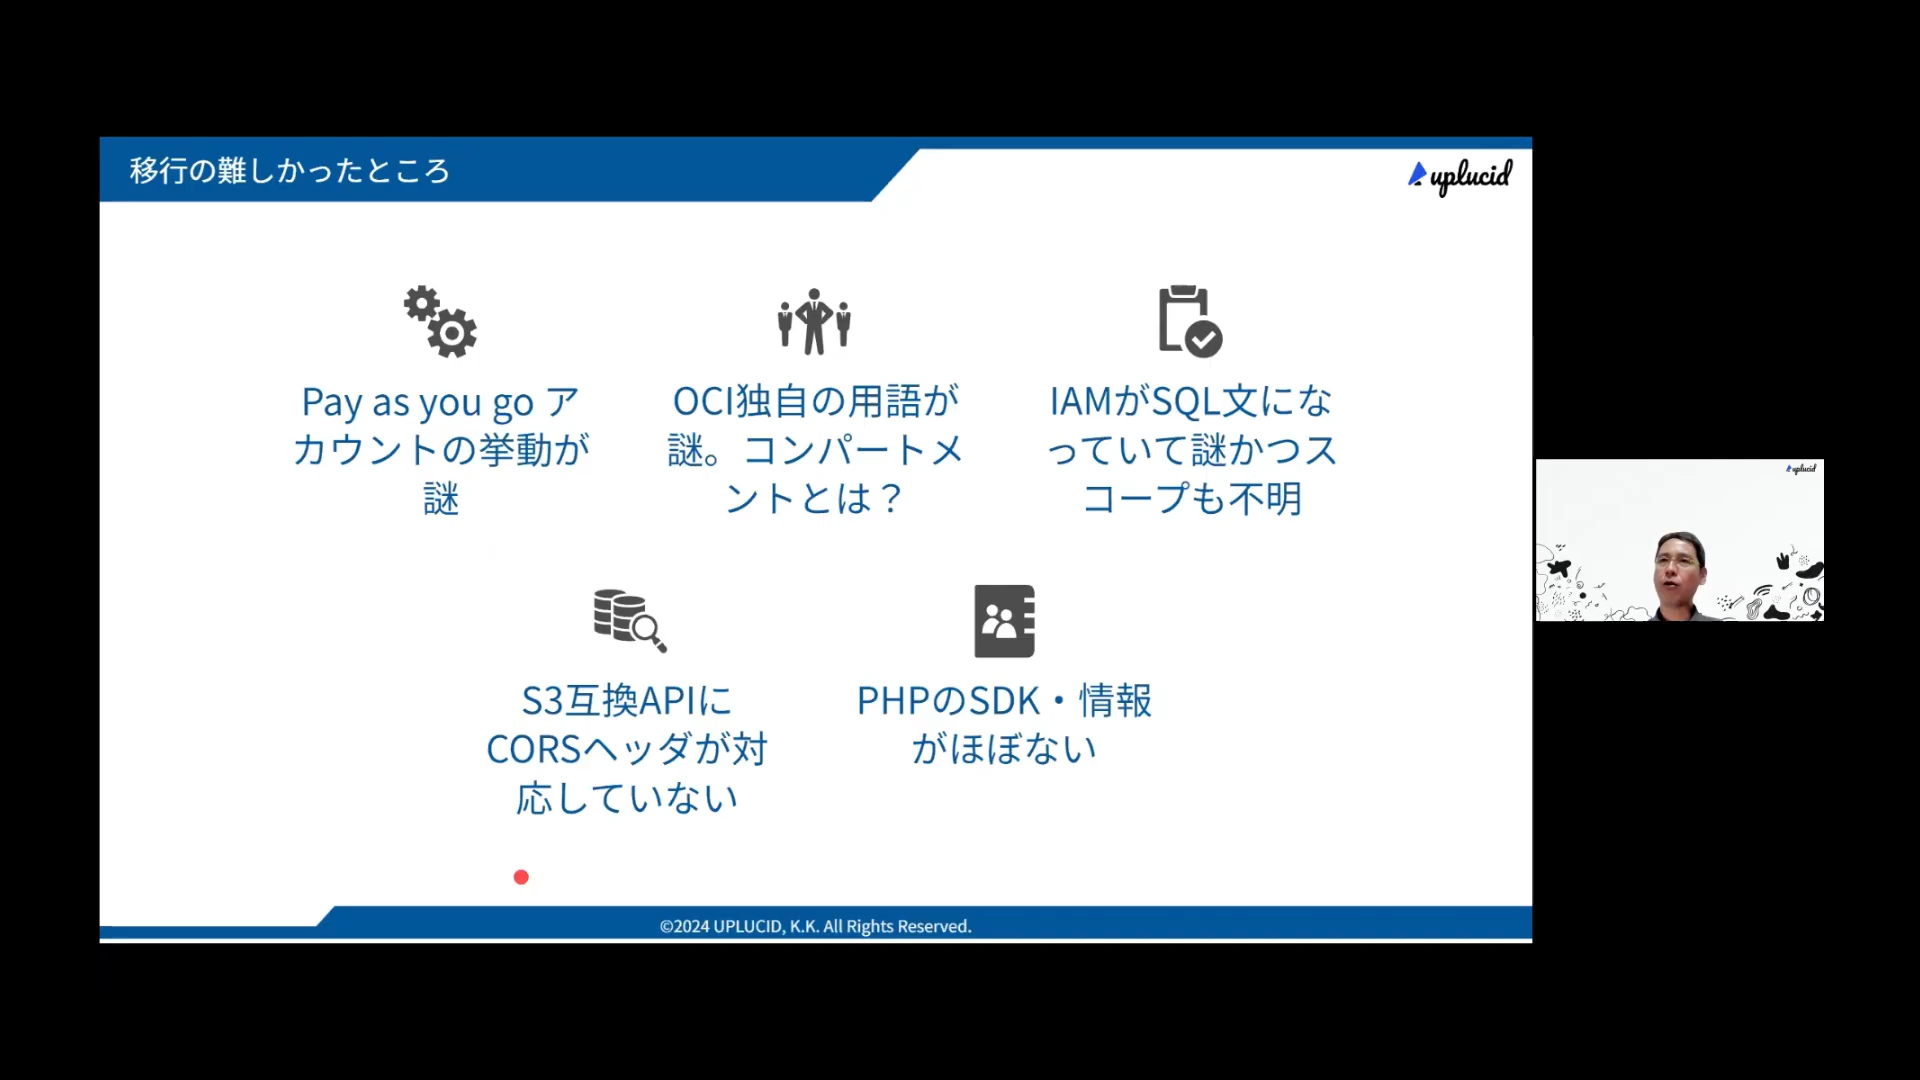 移行の難しかったところ
uplucid
Pay as you go ア
カウントの挙動が
謎
OCI独自の用語が
謎。コンパートメ
ントとは？
IAMがSQL文にな
っていて謎かつス
コープも不明
S3互換APIに
CORSヘッダが対
応していない
PHPのSDK・情報
がほぼない
©2024 UPLUCID, K.K. All Rights Reserved.
uplucid